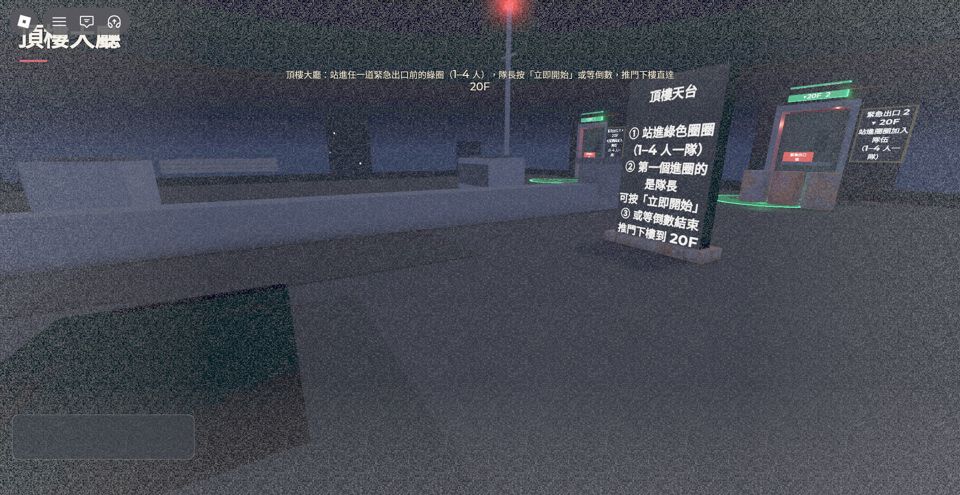 頂樓大廳
頂樓大廳：站進任一道緊急出口前的綠圈（1–4 人），隊長按「立即開始」或等倒數，推門下樓直達
20F
頂樓天台
① 站進綠色圈圈
（1–4 人一隊）
② 第一個進圈的
是隊長
可按「立即開始」
③ 或等倒數結束
推門下樓到 20F
緊急出口 2
▼ 20F
站進圈圈加入
隊伍
（1–4 人一
隊）